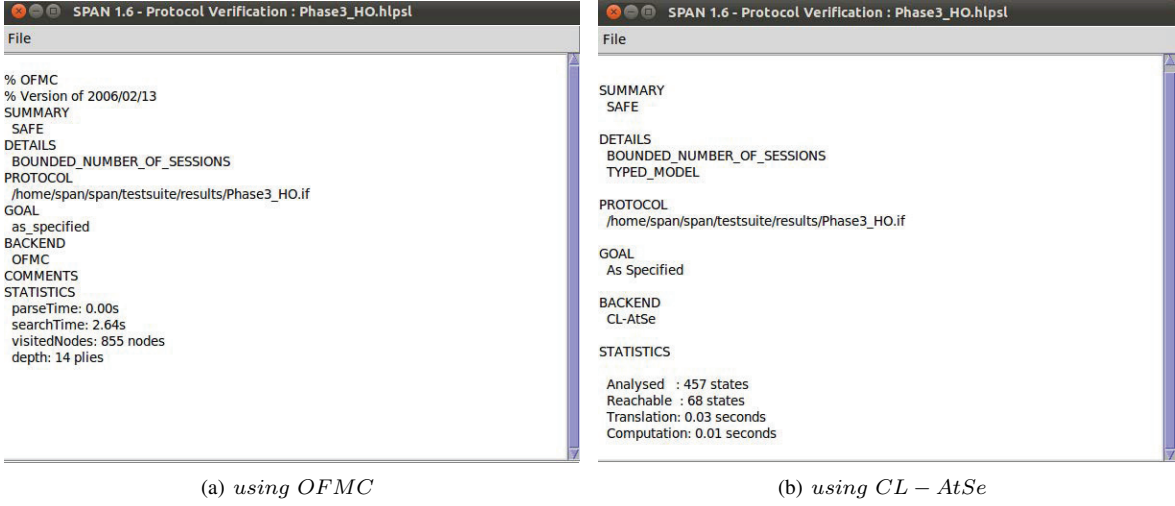 SPAN 1.6 - Protocol Verification : Phase3_HO.hlpsl
File
% OFMC
% Version of 2006/02/13
SUMMARY
SAFE
DETAILS
BOUNDED_NUMBER_OF_SESSIONS
PROTOCOL
/home/span/span/testsuite/results/Phase3_HO.if
GOAL
as_specified
BACKEND
OFMC
COMMENTS
STATISTICS
parseTime: 0.00s
searchTime: 2.64s
visitedNodes: 855 nodes
depth: 14 plies
(a) using OFMC
SPAN 1.6 - Protocol Verification : Phase3_HO.hlpsl
File
SUMMARY
SAFE
DETAILS
BOUNDED_NUMBER_OF_SESSIONS
TYPED_MODEL
PROTOCOL
/home/span/span/testsuite/results/Phase3_HO.if
GOAL
As Specified
BACKEND
CL-AtSe
STATISTICS
Analysed : 457 states
Reachable : 68 states
Translation: 0.03 seconds
Computation: 0.01 seconds
(b) using CL − AtSe